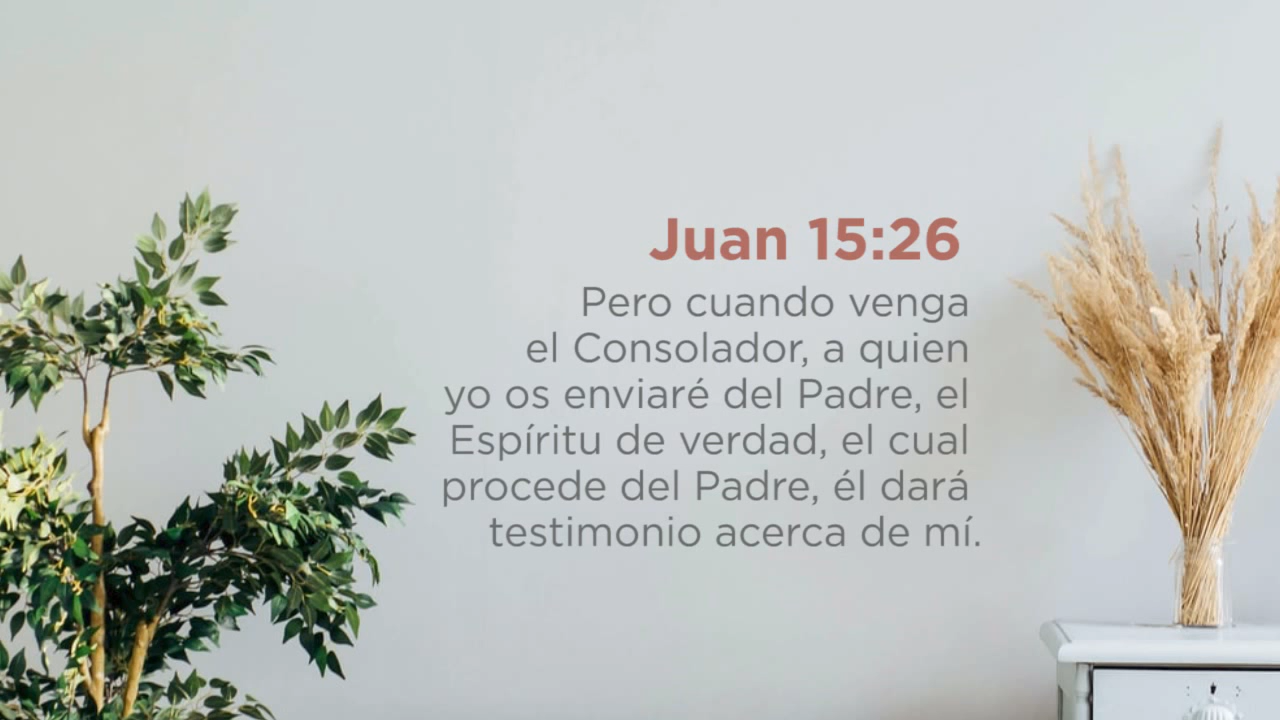 Juan 15:26
Pero cuando venga
el Consolador, a quien
yo os enviaré del Padre, el
Espíritu de verdad, el cual
procede del Padre, él dará
testimonio acerca de mí.